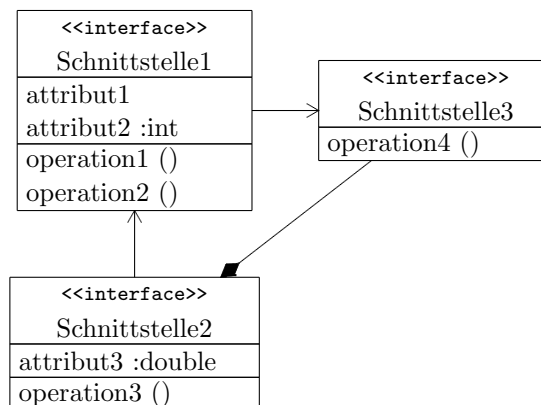 <<interface>>
Schnittstelle1
attribut1
attribut2 :int
operation1 ()
operation2 ()
<<interface>>
Schnittstelle3
operation4 ()
<<interface>>
Schnittstelle2
attribut3 :double
operation3 ()